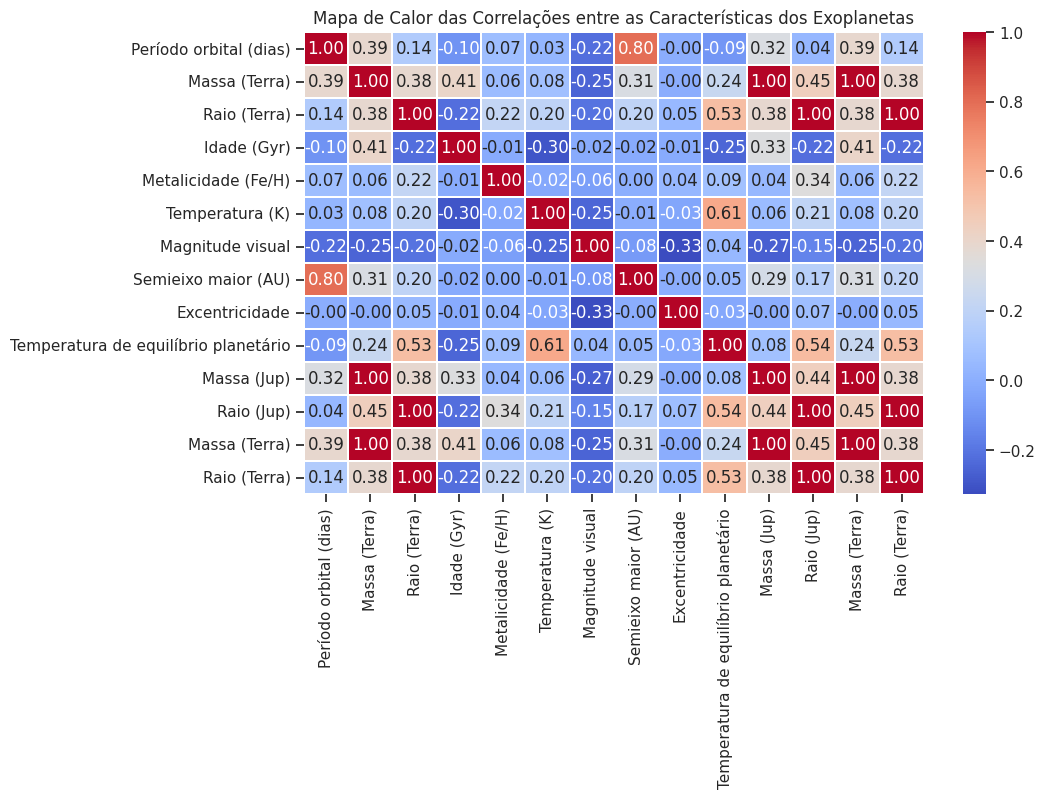 Mapa de Calor das Correlações entre as Características dos Exoplanetas
Período orbital (dias) 1.00 0.39 0.14 -0.10 0.07 0.03 -0.22 0.80 -0.00 -0.09 0.32 0.04 0.39 0.14
Massa (Terra) 0.39 1.00 0.38 0.41 0.06 0.08 -0.25 0.31 -0.00 0.24 1.00 0.45 1.00 0.38
Raio (Terra) 0.14 0.38 1.00 -0.22 0.22 0.20 -0.20 0.20 0.05 0.53 0.38 1.00 0.38 1.00
Idade (Gyr) -0.10 0.41 -0.22 1.00 -0.01 -0.30 -0.02 -0.02 -0.01 -0.25 0.33 -0.22 0.41 -0.22
Metalicidade (Fe/H) 0.07 0.06 0.22 -0.01 1.00 -0.02 -0.06 0.00 0.04 0.09 0.04 0.34 0.06 0.22
Temperatura (K) 0.03 0.08 0.20 -0.30 -0.02 1.00 -0.25 -0.01 -0.03 0.61 0.06 0.21 0.08 0.20
Magnitude visual -0.22 -0.25 -0.20 -0.02 -0.06 -0.25 1.00 -0.08 -0.33 0.04 -0.27 -0.15 -0.25 -0.20
Semieixo maior (AU) 0.80 0.31 0.20 -0.02 0.00 -0.01 -0.08 1.00 -0.00 0.05 0.29 0.17 0.31 0.20
Excentricidade -0.00 -0.00 0.05 -0.01 0.04 -0.03 -0.33 -0.00 1.00 -0.03 -0.00 0.07 -0.00 0.05
Temperatura de equilíbrio planetário -0.09 0.24 0.53 -0.25 0.09 0.61 0.04 0.05 -0.03 1.00 0.08 0.54 0.24 0.53
Massa (Jup) 0.32 1.00 0.38 0.33 0.04 0.06 -0.27 0.29 -0.00 0.08 1.00 0.44 1.00 0.38
Raio (Jup) 0.04 0.45 1.00 -0.22 0.34 0.21 -0.15 0.17 0.07 0.54 0.44 1.00 0.45 1.00
Massa (Terra) 0.39 1.00 0.38 0.41 0.06 0.08 -0.25 0.31 -0.00 0.24 1.00 0.45 1.00 0.38
Raio (Terra) 0.14 0.38 1.00 -0.22 0.22 0.20 -0.20 0.20 0.05 0.53 0.38 1.00 0.38 1.00
Período orbital (dias)
Massa (Terra)
Raio (Terra)
Idade (Gyr)
Metalicidade (Fe/H)
Temperatura (K)
Magnitude visual
Semieixo maior (AU)
Excentricidade
Temperatura de equilíbrio planetário
Massa (Jup)
Raio (Jup)
Massa (Terra)
Raio (Terra)
1.0
0.8
0.6
0.4
0.2
0.0
−0.2